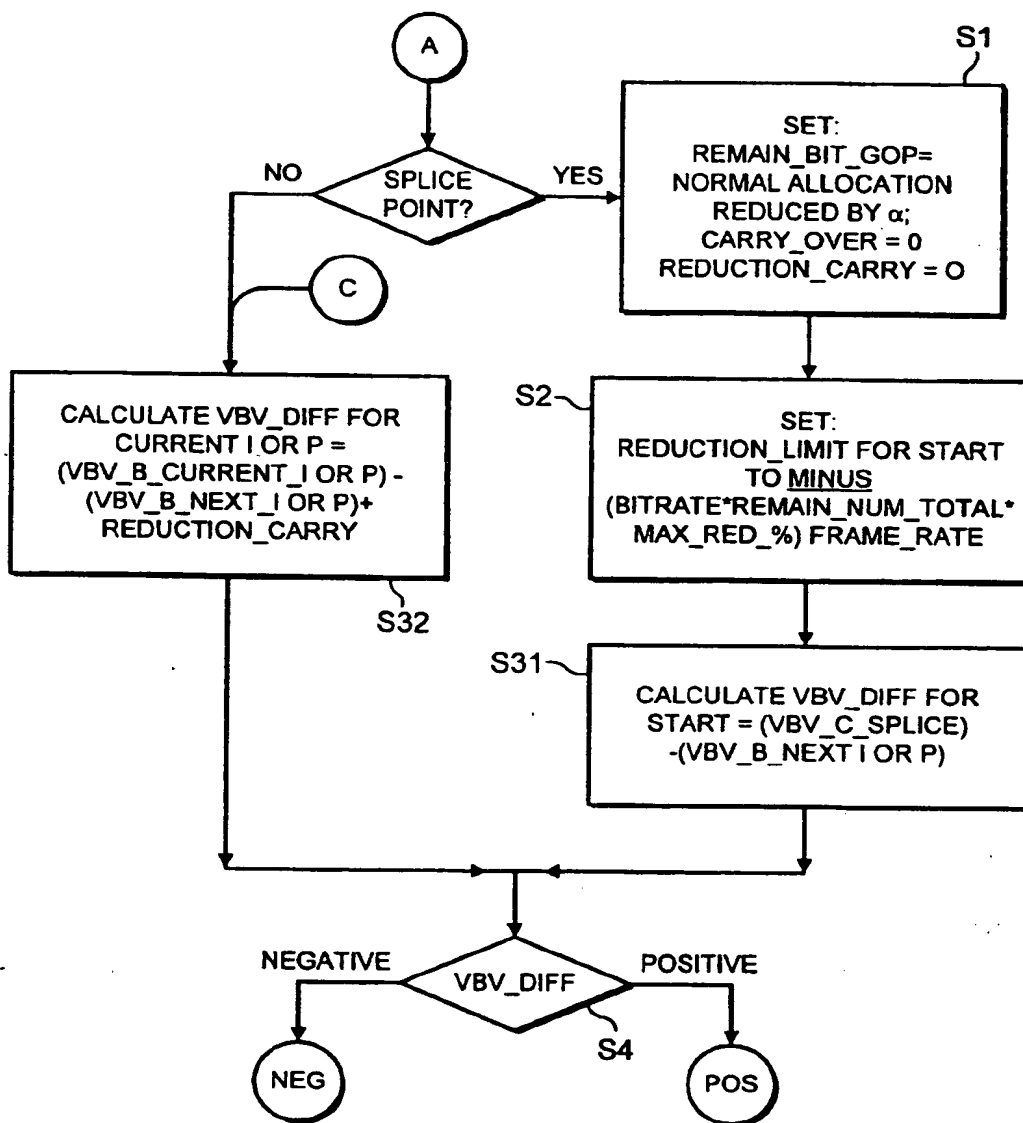 A
S1
SPLICE
POINT?
NO
YES
SET:
REMAIN_BIT_GOP=
NORMAL ALLOCATION
REDUCED BY α;
CARRY_OVER = 0
REDUCTION_CARRY = O
C
S2
SET:
REDUCTION_LIMIT FOR START
TO MINUS
(BITRATE*REMAIN_NUM_TOTAL*
MAX_RED_%) FRAME_RATE
CALCULATE VBV_DIFF FOR
CURRENT I OR P =
(VBV_B_CURRENT_I OR P) -
(VBV_B_NEXT_I OR P)+
REDUCTION_CARRY
S32
S31
CALCULATE VBV_DIFF FOR
START = (VBV_C_SPLICE)
-(VBV_B_NEXT I OR P)
NEGATIVE
VBV_DIFF
POSITIVE
S4
NEG
POS